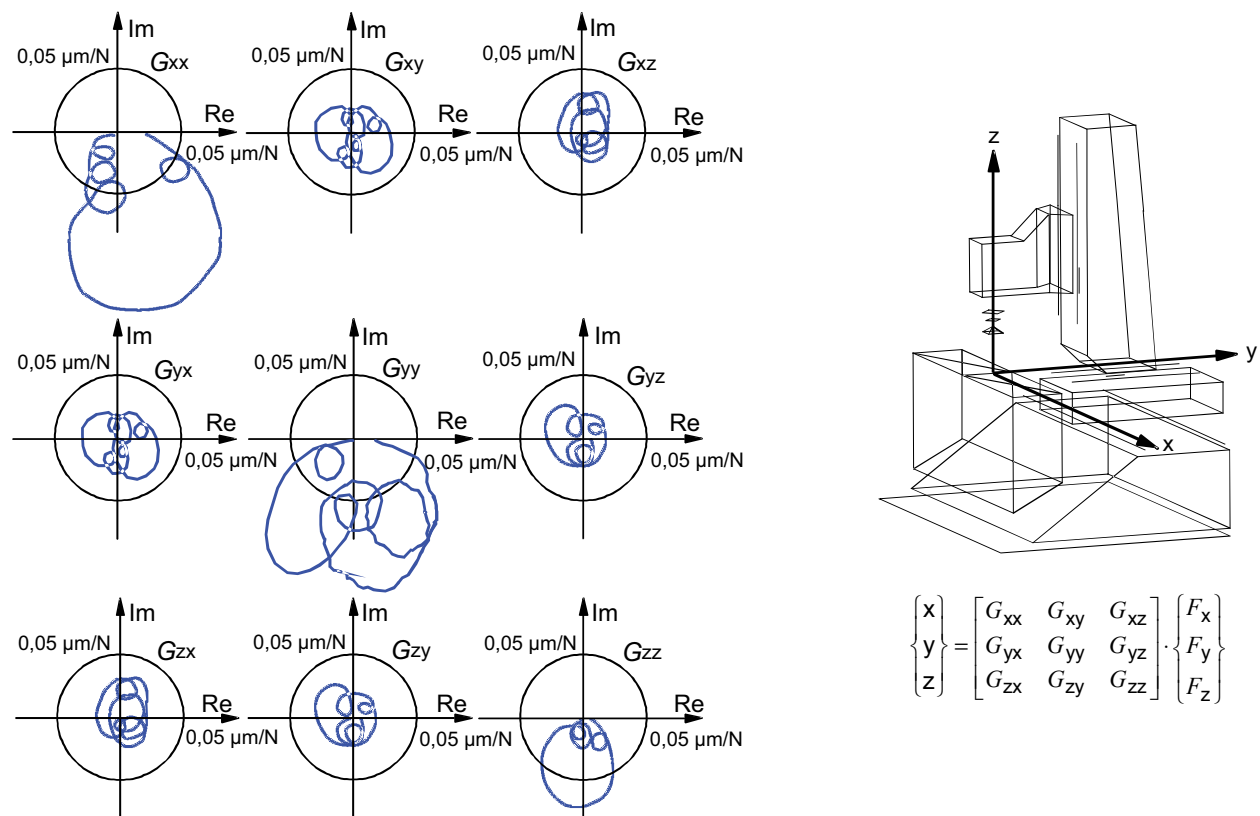 Im
0,05 µm/N
Gxx
Re
0,05 µm/N
Im
0,05 µm/N
Gxy
Re
0,05 µm/N
Im
0,05 µm/N
Gxz
Re
0,05 µm/N
Im
0,05 µm/N
Gyx
Re
0,05 µm/N
Im
0,05 µm/N
Gyy
Re
0,05 µm/N
Im
0,05 µm/N
Gyz
Re
0,05 µm/N
Im
0,05 µm/N
Gzx
Re
0,05 µm/N
Im
0,05 µm/N
Gzy
Re
0,05 µm/N
Im
0,05 µm/N
Gzz
Re
0,05 µm/N
z
y
x
{x} [Gxx Gxy Gxz] {Fx}
{y} = [Gyx Gyy Gyz] · {Fy}
{z} [Gzx Gzy Gzz] {Fz}